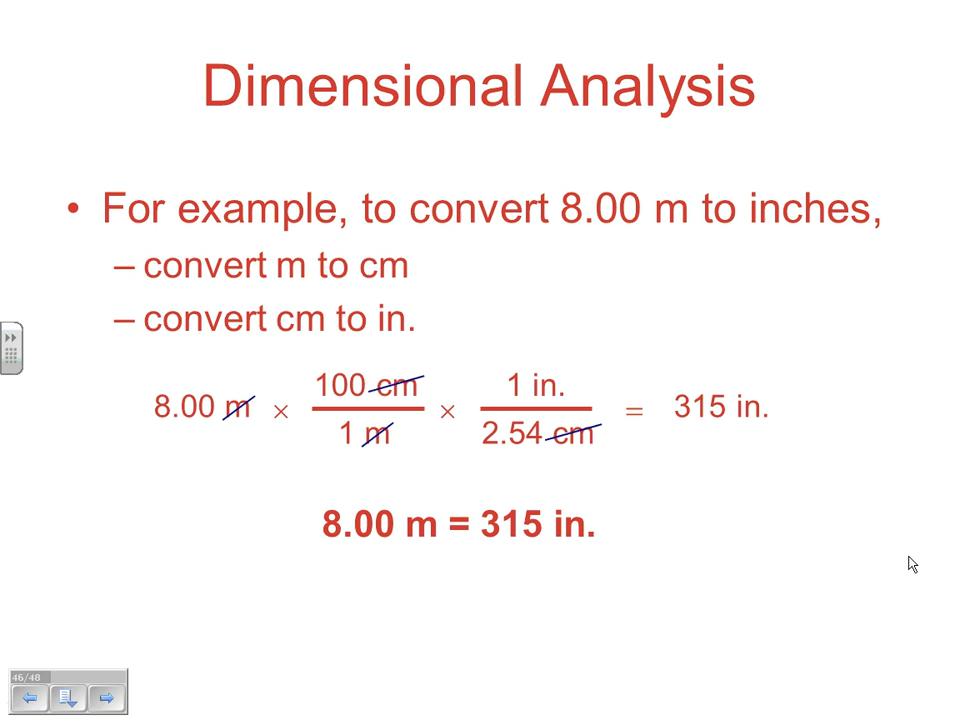 Dimensional Analysis
• For example, to convert 8.00 m to inches,
– convert m to cm
– convert cm to in.
8.00 m × 100 cm / 1 m × 1 in. / 2.54 cm = 315 in.
8.00 m = 315 in.
46/48